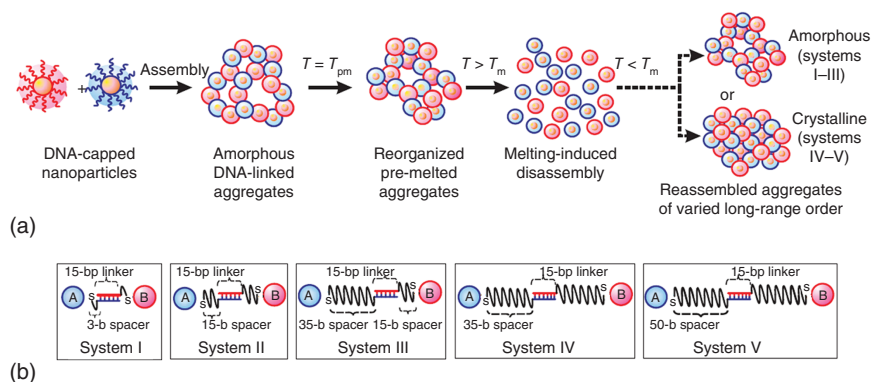 Assembly
T = Tpm
T > Tm
T < Tm
+
DNA-capped
nanoparticles
Amorphous
DNA-linked
aggregates
Reorganized
pre-melted
aggregates
Melting-induced
disassembly
Amorphous
(systems
I–III)
or
Crystalline
(systems
IV–V)
Reassembled aggregates
of varied long-range order
(a)
15-bp linker
A
S
S
B
3-b spacer
System I
15-bp linker
A
S
S
B
15-b spacer
System II
15-bp linker
A
S
S
B
35-b spacer
15-b spacer
System III
15-bp linker
A
S
S
B
35-b spacer
System IV
15-bp linker
A
S
S
B
50-b spacer
System V
(b)